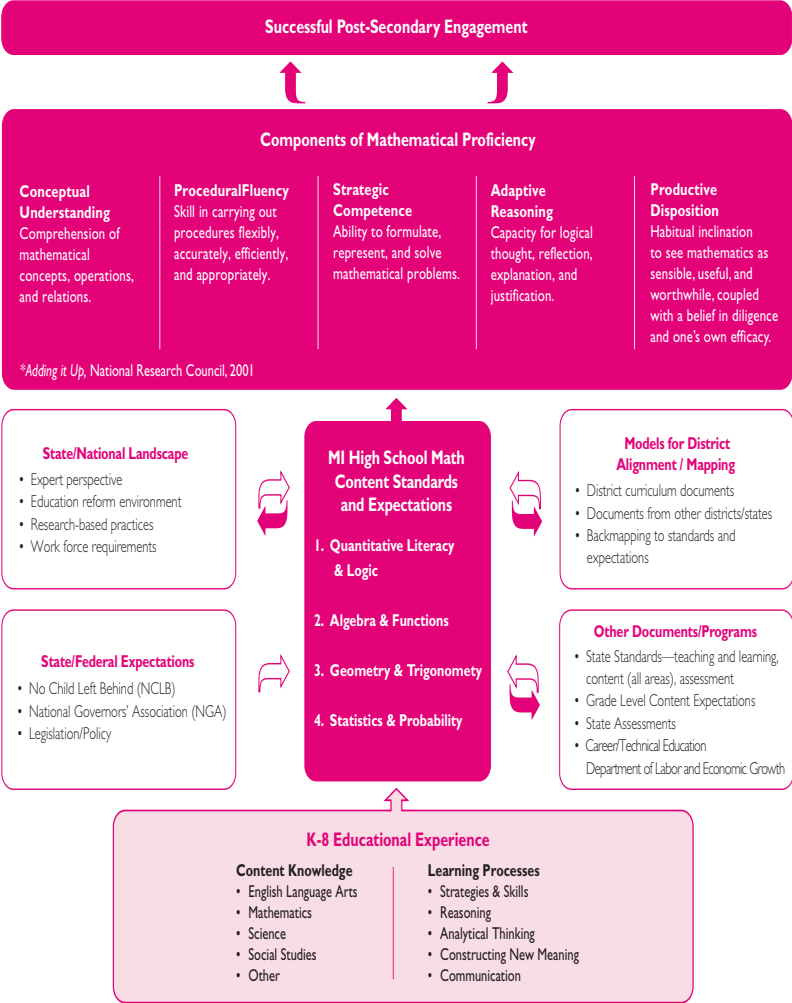 Successful Post-Secondary Engagement
Components of Mathematical Proficiency
Conceptual
Understanding
Comprehension of
mathematical
concepts, operations,
and relations.
ProceduralFluency
Skill in carrying out
procedures flexibly,
accurately, efficiently,
and appropriately.
Strategic
Competence
Ability to formulate,
represent, and solve
mathematical problems.
Adaptive
Reasoning
Capacity for logical
thought, reflection,
explanation, and
justification.
Productive
Disposition
Habitual inclination
to see mathematics as
sensible, useful, and
worthwhile, coupled
with a belief in diligence
and one's own efficacy.
*Adding it Up, National Research Council, 2001
State/National Landscape
• Expert perspective
• Education reform environment
• Research-based practices
• Work force requirements
State/Federal Expectations
• No Child Left Behind (NCLB)
• National Governors' Association (NGA)
• Legislation/Policy
MI High School Math
Content Standards
and Expectations
1. Quantitative Literacy
& Logic
2. Algebra & Functions
3. Geometry & Trigonomety
4. Statistics & Probability
Models for District
Alignment / Mapping
• District curriculum documents
• Documents from other districts/states
• Backmapping to standards and
expectations
Other Documents/Programs
• State Standards—teaching and learning,
content (all areas), assessment
• Grade Level Content Expectations
• State Assessments
• Career/Technical Education
Department of Labor and Economic Growth
K-8 Educational Experience
Content Knowledge
• English Language Arts
• Mathematics
• Science
• Social Studies
• Other
Learning Processes
• Strategies & Skills
• Reasoning
• Analytical Thinking
• Constructing New Meaning
• Communication